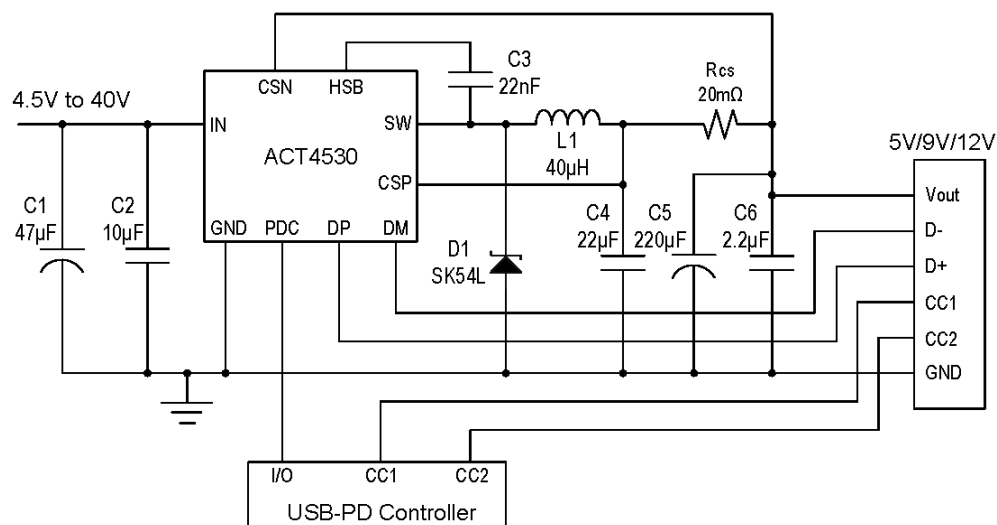 CSN
HSB
C3
22nF
Rcs
20mΩ
4.5V to 40V
IN
SW
L1
40µH
5V/9V/12V
ACT4530
CSP
Vout
C1
47µF
C2
10µF
GND
PDC
DP
DM
D1
SK54L
C4
22µF
C5
220µF
C6
2.2µF
D-
D+
CC1
CC2
GND
I/O
CC1
CC2
USB-PD Controller